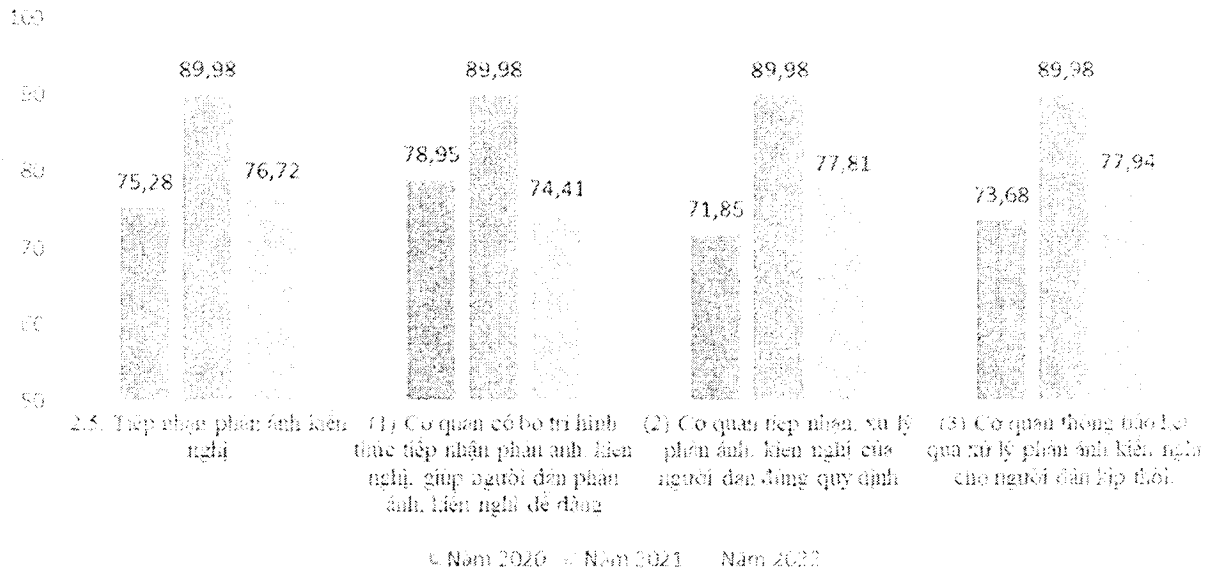 100
89,98
89,98
89,98
89,98
90
78,95
77,81
77,94
80
75,28
76,72
74,41
73,68
71,85
70
60
50
2.5. Tiếp nhận phản ánh kiến nghị
(1) Cơ quan có bố trí hình thức tiếp nhận phản ánh, kiến nghị, giúp người dân phản ánh, kiến nghị dễ dàng
(2) Cơ quan tiếp nhận, xử lý phản ánh, kiến nghị của người dân đúng quy định
(3) Cơ quan thông báo kết quả xử lý phản ánh kiến nghị cho người dân kịp thời.
Năm 2020
Năm 2021
Năm 2022